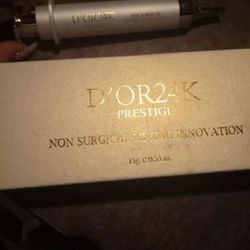 D'OR24K
D'OR24K
PRESTIGE
NON SURGICAL LIFTING INNOVATION
15g. ℮ 0.53 oz.